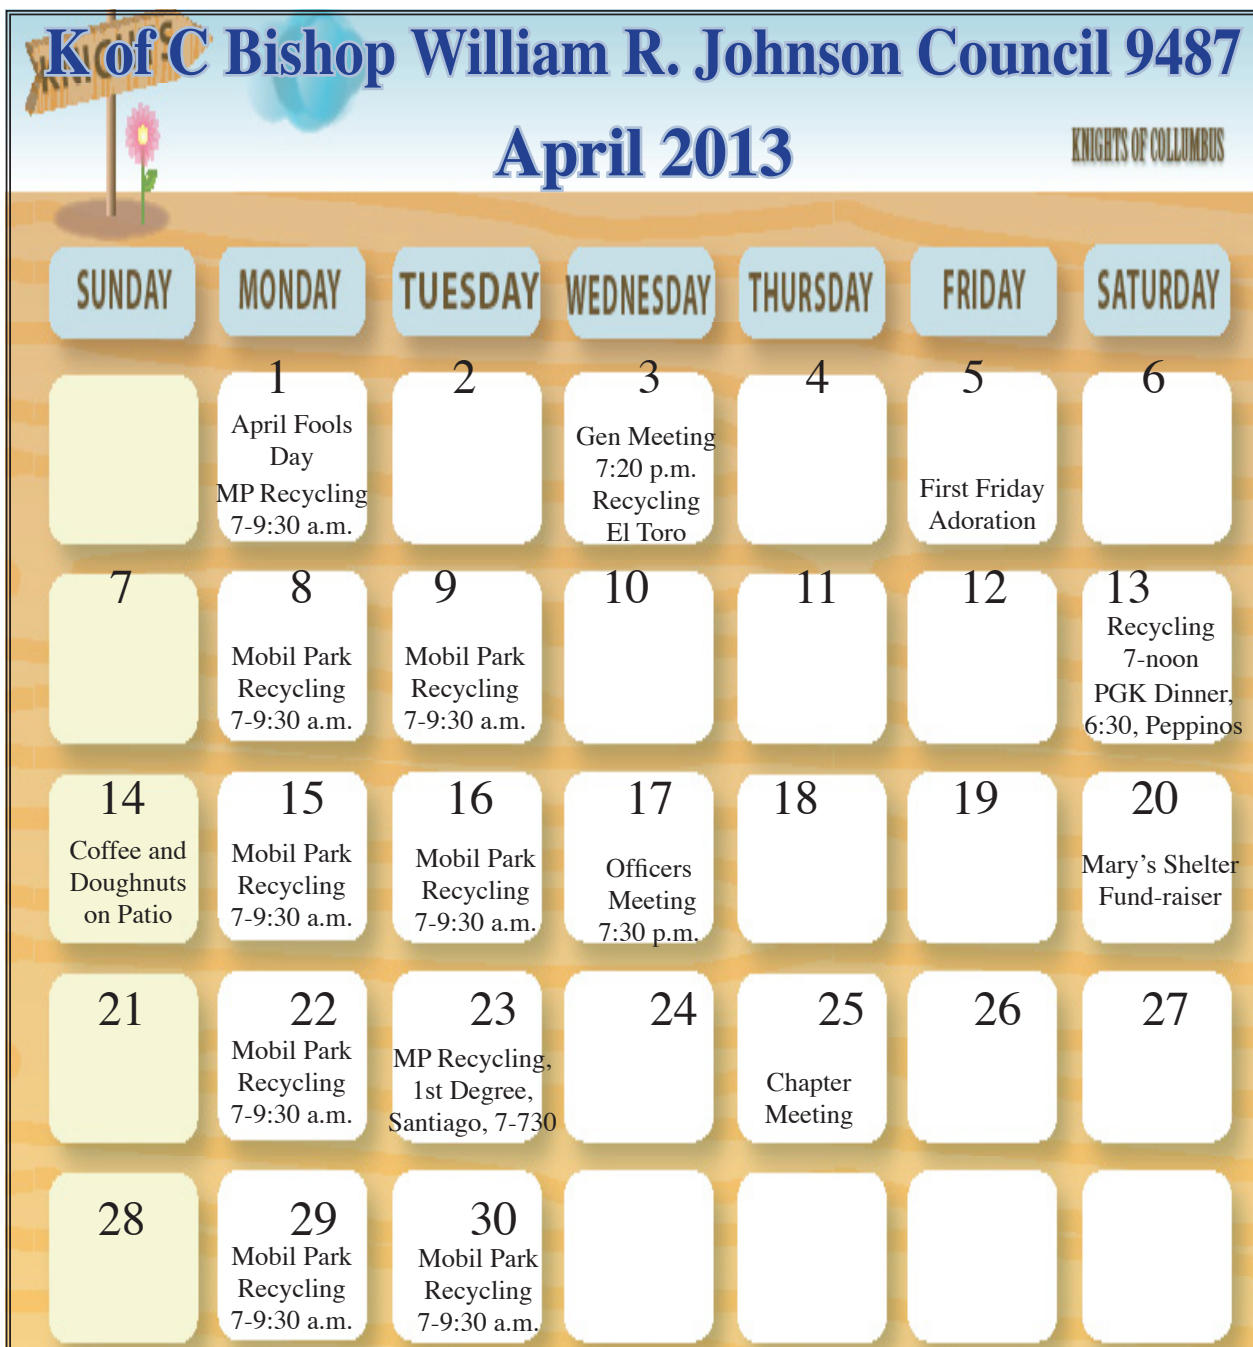 KNIGHTS
K of C Bishop William R. Johnson Council 9487
April 2013
KNIGHTS OF COLLUMBUS
SUNDAY MONDAY TUESDAY WEDNESDAY THURSDAY FRIDAY SATURDAY
1
April Fools
Day
MP Recycling
7-9:30 a.m.
2
3
Gen Meeting
7:20 p.m.
Recycling
El Toro
4
5
First Friday
Adoration
6
7
8
Mobil Park
Recycling
7-9:30 a.m.
9
Mobil Park
Recycling
7-9:30 a.m.
10
11
12
13
Recycling
7-noon
PGK Dinner,
6:30, Peppinos
14
Coffee and
Doughnuts
on Patio
15
Mobil Park
Recycling
7-9:30 a.m.
16
Mobil Park
Recycling
7-9:30 a.m.
17
Officers
Meeting
7:30 p.m.
18
19
20
Mary’s Shelter
Fund-raiser
21
22
Mobil Park
Recycling
7-9:30 a.m.
23
MP Recycling,
1st Degree,
Santiago, 7-730
24
25
Chapter
Meeting
26
27
28
29
Mobil Park
Recycling
7-9:30 a.m.
30
Mobil Park
Recycling
7-9:30 a.m.